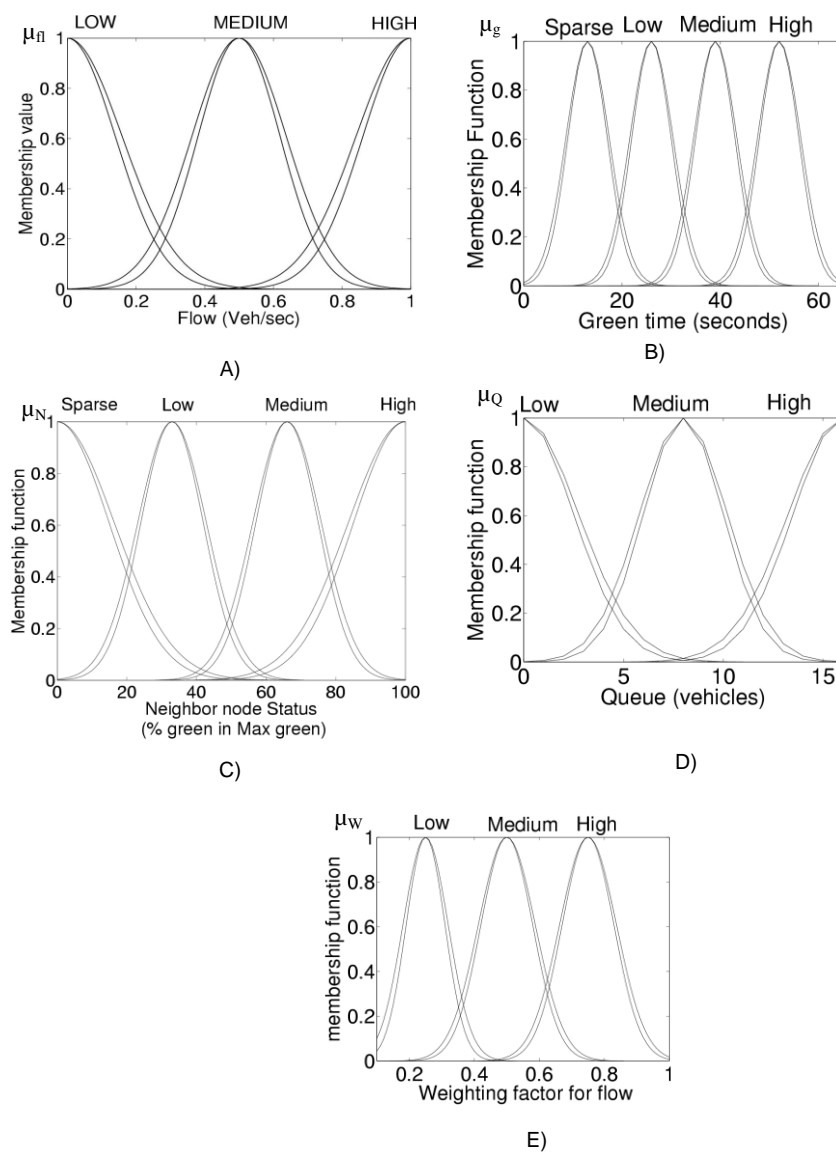 LOW MEDIUM HIGH
μfl
1
0.8
0.6
0.4
0.2
0
Membership value
0 0.2 0.4 0.6 0.8 1
Flow (Veh/sec)
A)
μg
Sparse Low Medium High
1
0.8
0.6
0.4
0.2
0
Membership Function
0 20 40 60
Green time (seconds)
B)
μN
Sparse Low Medium High
1
0.8
0.6
0.4
0.2
0
Membership function
0 20 40 60 80 100
Neighbor node Status
(% green in Max green)
C)
μQ
Low Medium High
1
0.8
0.6
0.4
0.2
0
Membership function
0 5 10 15
Queue (vehicles)
D)
μW
Low Medium High
1
0.8
0.6
0.4
0.2
0
membership function
0.2 0.4 0.6 0.8 1
Weighting factor for flow
E)